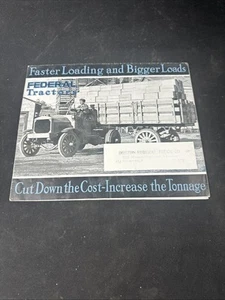 Faster Loading and Bigger Loads
FEDERAL
Tractors
Cut Down the Cost-Increase the Tonnage